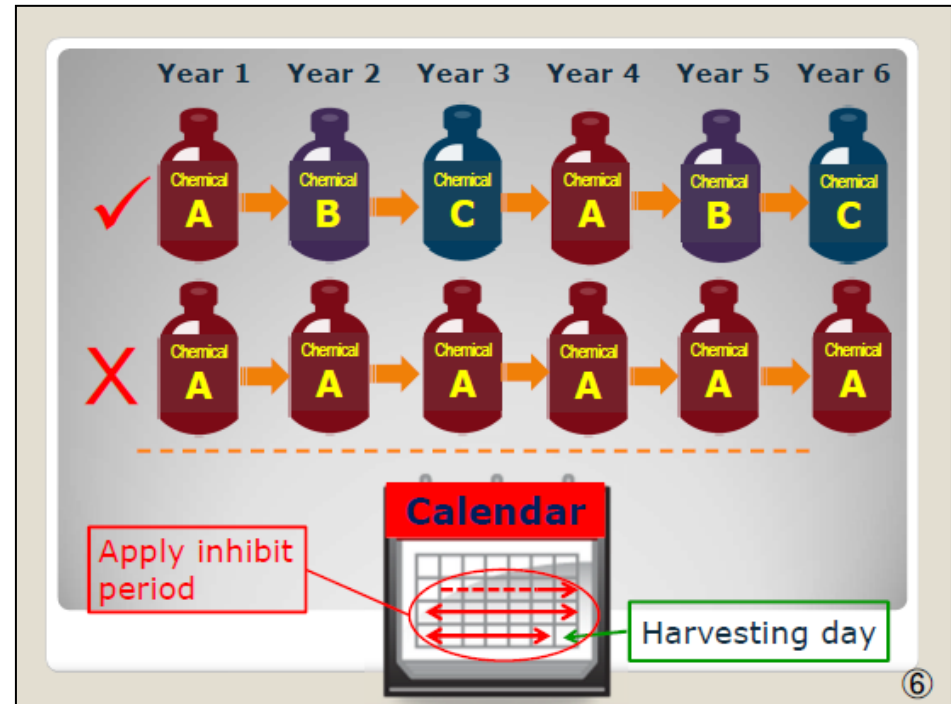 Year 1 Year 2 Year 3 Year 4 Year 5 Year 6
Chemical Chemical Chemical Chemical Chemical Chemical
A B C A B C
Chemical Chemical Chemical Chemical Chemical Chemical
A A A A A A
Calendar
Apply inhibit
period
Harvesting day
⑥